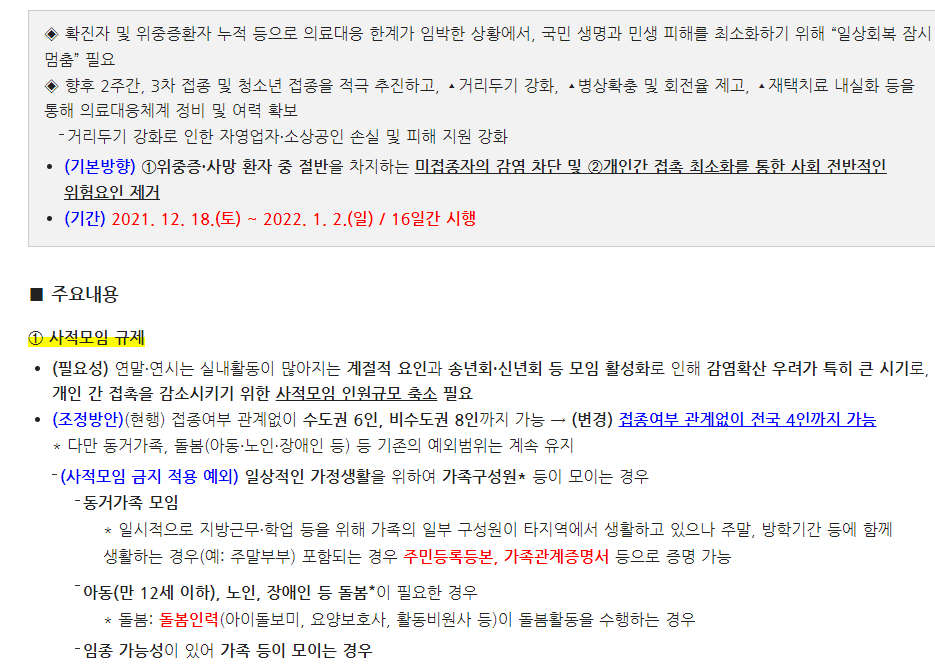 ◈ 확진자 및 위중증환자 누적 등으로 의료대응 한계가 임박한 상황에서, 국민 생명과 민생 피해를 최소화하기 위해 “일상회복 잠시
멈춤” 필요
◈ 향후 2주간, 3차 접종 및 청소년 접종을 적극 추진하고, ▲거리두기 강화, ▲병상확충 및 회전율 제고, ▲재택치료 내실화 등을
통해 의료대응체계 정비 및 여력 확보
- 거리두기 강화로 인한 자영업자·소상공인 손실 및 피해 지원 강화
• (기본방향) ①위중증·사망 환자 중 절반을 차지하는 미접종자의 감염 차단 및 ②개인간 접촉 최소화를 통한 사회 전반적인
위험요인 제거
• (기간) 2021. 12. 18.(토) ~ 2022. 1. 2.(일) / 16일간 시행
■ 주요내용
① 사적모임 규제
• (필요성) 연말·연시는 실내활동이 많아지는 계절적 요인과 송년회·신년회 등 모임 활성화로 인해 감염확산 우려가 특히 큰 시기로,
개인 간 접촉을 감소시키기 위한 사적모임 인원규모 축소 필요
• (조정방안)(현행) 접종여부 관계없이 수도권 6인, 비수도권 8인까지 가능 → (변경) 접종여부 관계없이 전국 4인까지 가능
* 다만 동거가족, 돌봄(아동·노인·장애인 등) 등 기존의 예외범위는 계속 유지
- (사적모임 금지 적용 예외) 일상적인 가정생활을 위하여 가족구성원* 등이 모이는 경우
- 동거가족 모임
* 일시적으로 지방근무·학업 등을 위해 가족의 일부 구성원이 타지역에서 생활하고 있으나 주말, 방학기간 등에 함께
생활하는 경우(예: 주말부부) 포함되는 경우 주민등록등본, 가족관계증명서 등으로 증명 가능
- 아동(만 12세 이하), 노인, 장애인 등 돌봄*이 필요한 경우
* 돌봄: 돌봄인력(아이돌보미, 요양보호사, 활동비원사 등)이 돌봄활동을 수행하는 경우
- 임종 가능성이 있어 가족 등이 모이는 경우